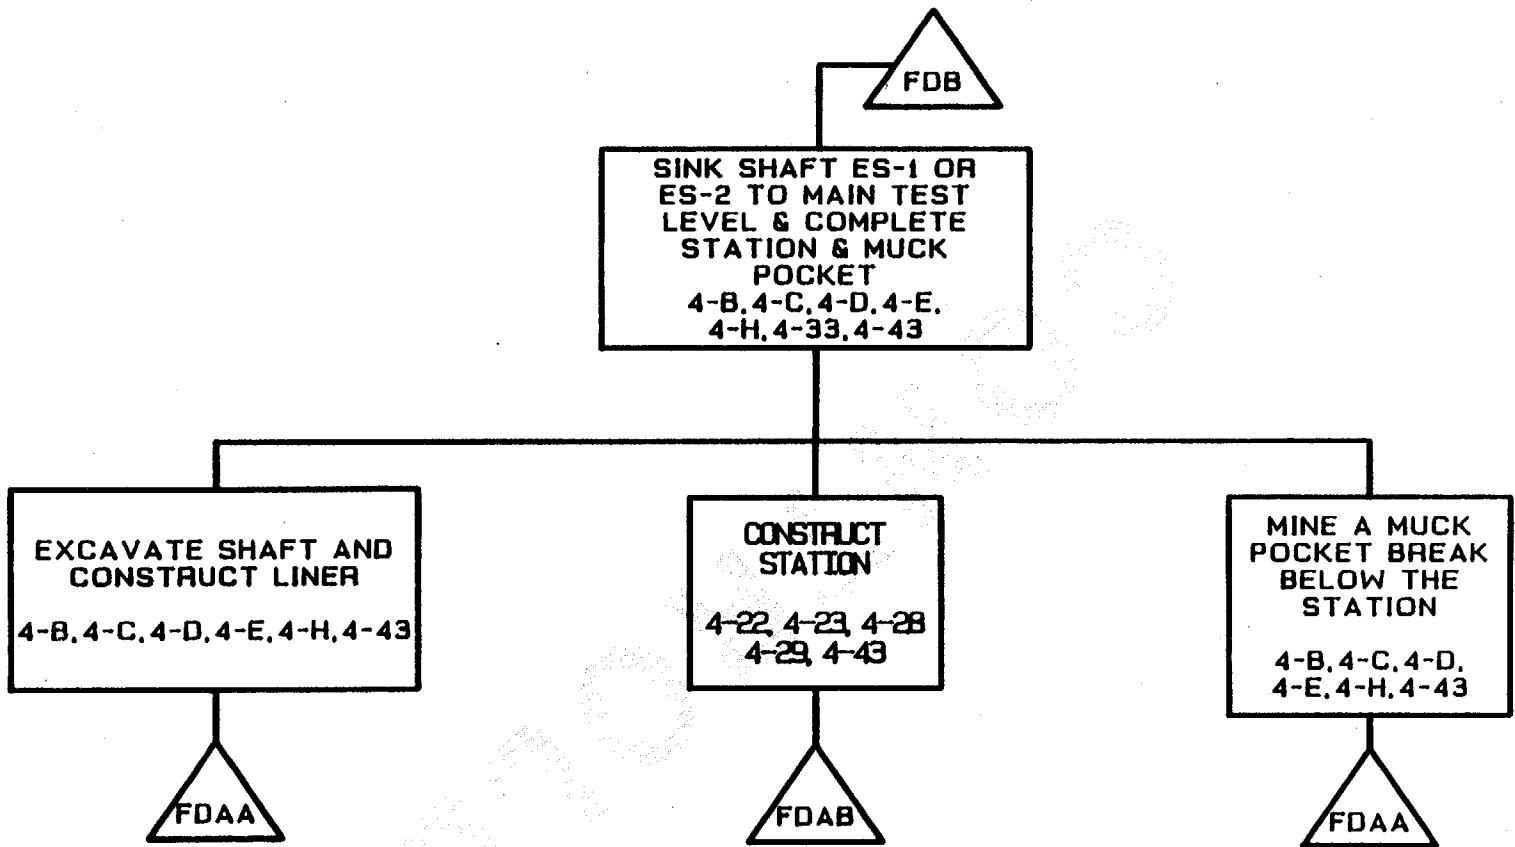 FDB
SINK SHAFT ES-1 OR
ES-2 TO MAIN TEST
LEVEL & COMPLETE
STATION & MUCK
POCKET
4-B, 4-C, 4-D, 4-E,
4-H, 4-33, 4-43
EXCAVATE SHAFT AND
CONSTRUCT LINER
4-B, 4-C, 4-D, 4-E, 4-H, 4-43
CONSTRUCT
STATION
4-22, 4-23, 4-28
4-29, 4-43
MINE A MUCK
POCKET BREAK
BELOW THE
STATION
4-B, 4-C, 4-D,
4-E, 4-H, 4-43
FDAA
FDAB
FDAA